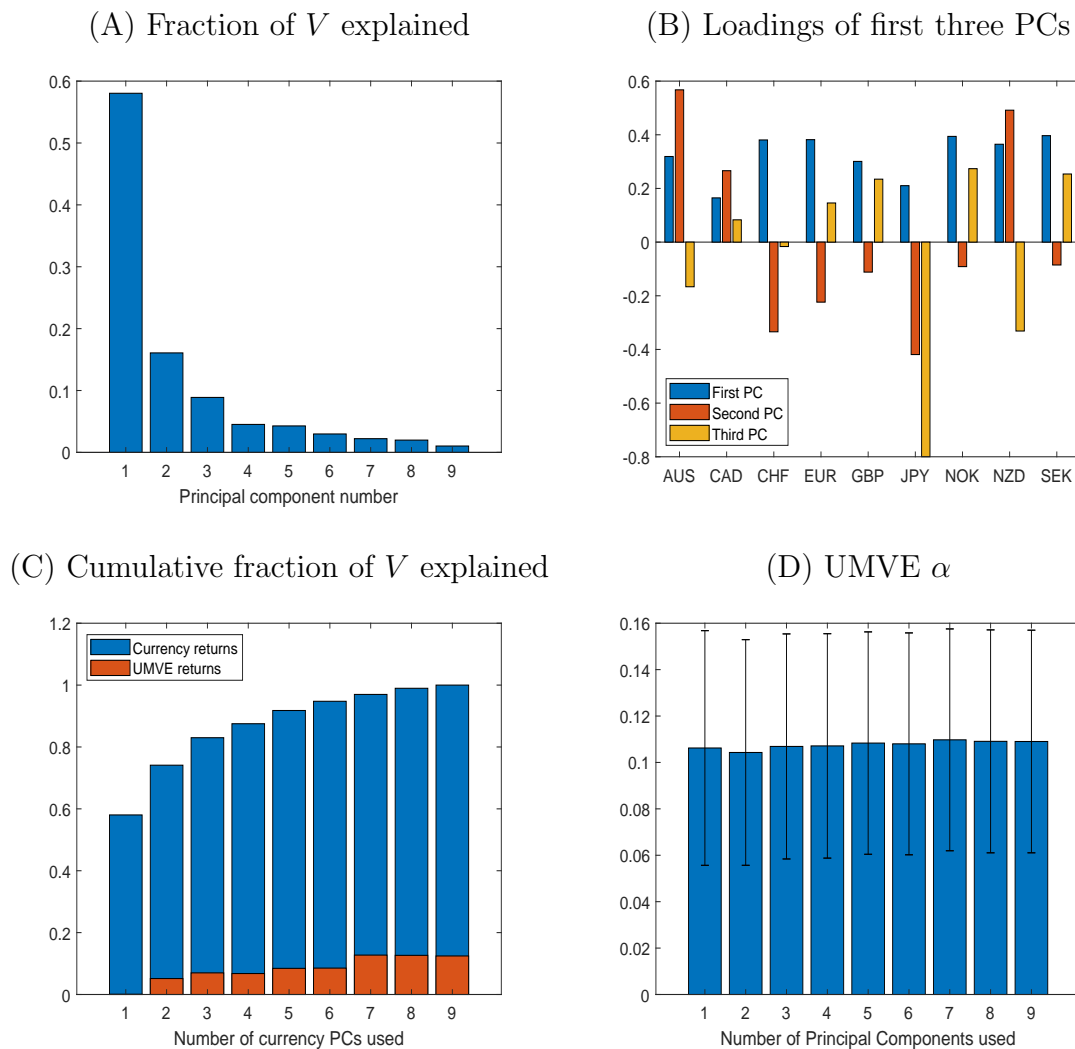 (A) Fraction of V explained
0.6
0.5
0.4
0.3
0.2
0.1
0
1 2 3 4 5 6 7 8 9
Principal component number
(B) Loadings of first three PCs
0.6
0.4
0.2
0
-0.2
-0.4
-0.6
-0.8
First PC
Second PC
Third PC
AUS CAD CHF EUR GBP JPY NOK NZD SEK
(C) Cumulative fraction of V explained
1.2
1
0.8
0.6
0.4
0.2
0
Currency returns
UMVE returns
1 2 3 4 5 6 7 8 9
Number of currency PCs used
(D) UMVE α
0.16
0.14
0.12
0.1
0.08
0.06
0.04
0.02
0
1 2 3 4 5 6 7 8 9
Number of Principal Components used